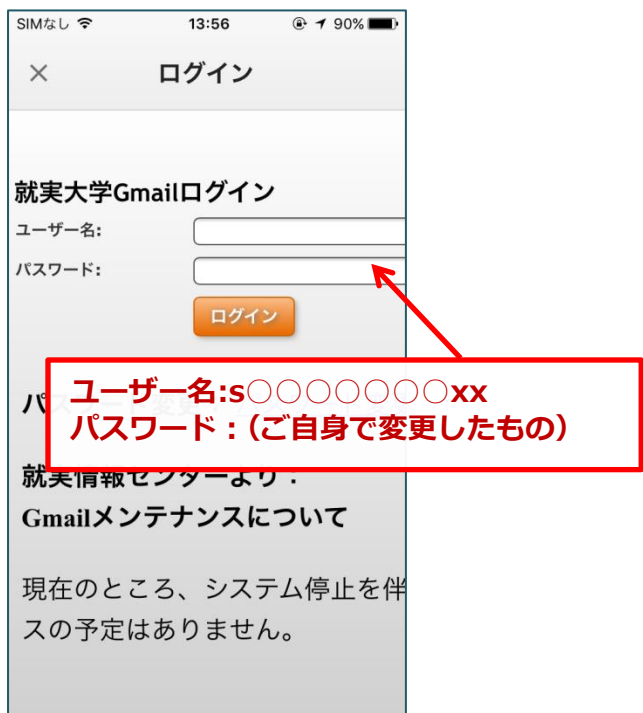 SIMなし 13:56 90%
× ログイン
就実大学Gmailログイン
ユーザー名:
パスワード:
ログイン
ユーザー名:s○○○○○○○xx
パスワード：(ご自身で変更したもの）
就実情報センターより：
Gmailメンテナンスについて
現在のところ、システム停止を伴
スの予定はありません。